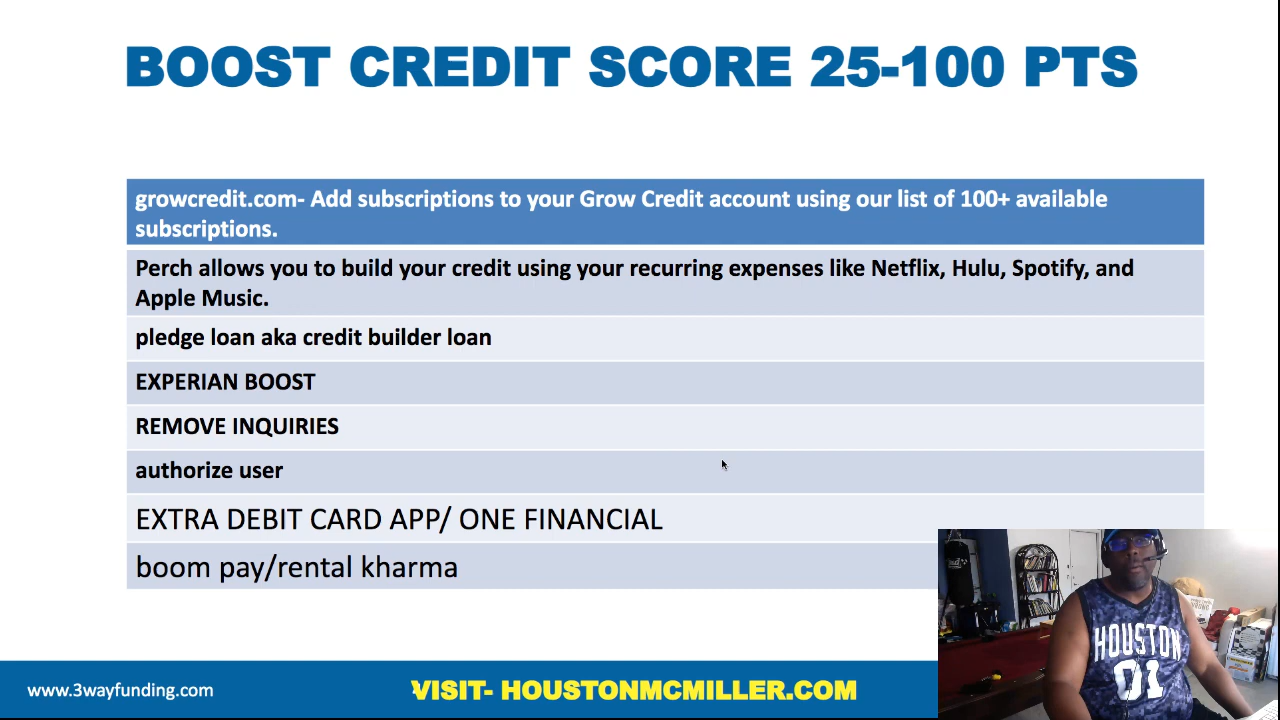 BOOST CREDIT SCORE 25-100 PTS
growcredit.com- Add subscriptions to your Grow Credit account using our list of 100+ available
subscriptions.
Perch allows you to build your credit using your recurring expenses like Netflix, Hulu, Spotify, and
Apple Music.
pledge loan aka credit builder loan
EXPERIAN BOOST
REMOVE INQUIRIES
authorize user
EXTRA DEBIT CARD APP/ ONE FINANCIAL
boom pay/rental kharma
HOUSTON
01
www.3wayfunding.com
VISIT- HOUSTONMCMILLER.COM